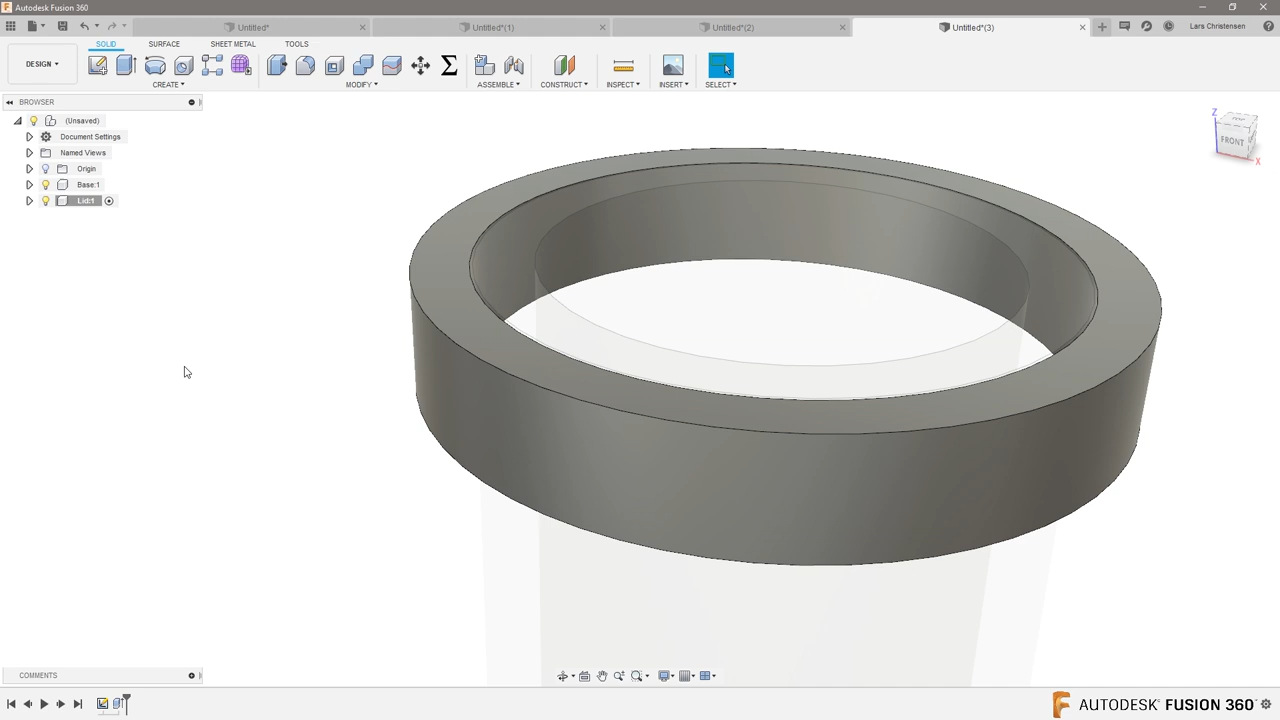 Autodesk Fusion 360
Untitled*
Untitled*(1)
Untitled*(2)
Untitled*(3)
Lars Christensen
DESIGN
SOLID
SURFACE
SHEET METAL
TOOLS
CREATE
MODIFY
ASSEMBLE
CONSTRUCT
INSPECT
INSERT
SELECT
BROWSER
(Unsaved)
Document Settings
Named Views
Origin
Base:1
Lid:1
Z
TOP
FRONT
X
COMMENTS
AUTODESK® FUSION 360™